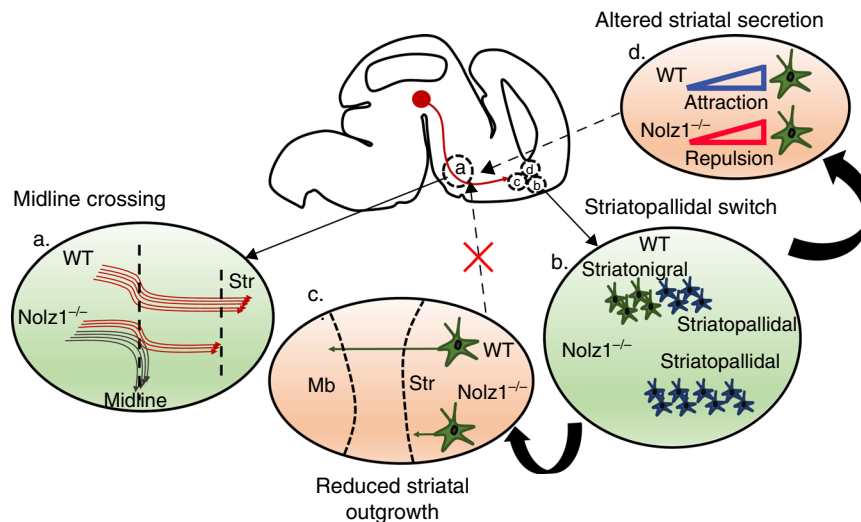 Altered striatal secretion
d.
WT
Attraction
Nolz1⁻/⁻
Repulsion
a
d
c
b
Midline crossing
a.
WT
Str
Nolz1⁻/⁻
Midline
Striatopallidal switch
b.
WT
Striatonigral
Striatopallidal
Nolz1⁻/⁻
Striatopallidal
c.
WT
Mb
Str
Nolz1⁻/⁻
Reduced striatal
outgrowth